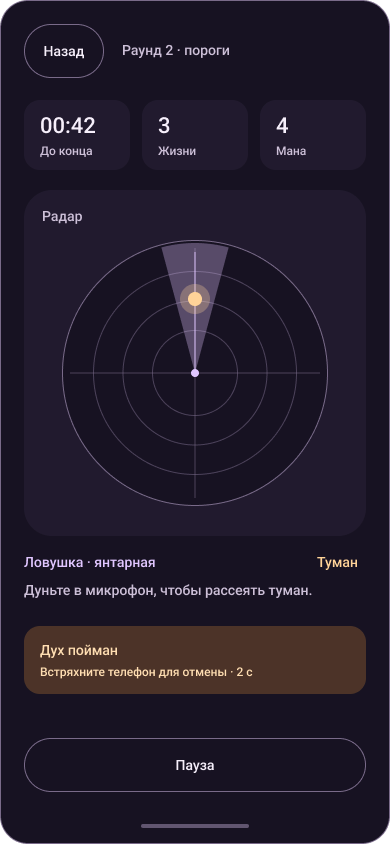 Назад
Раунд 2 · пороги
00:42
До конца
3
Жизни
4
Мана
Радар
Ловушка · янтарная
Туман
Дуньте в микрофон, чтобы рассеять туман.
Дух пойман
Встряхните телефон для отмены · 2 с
Пауза